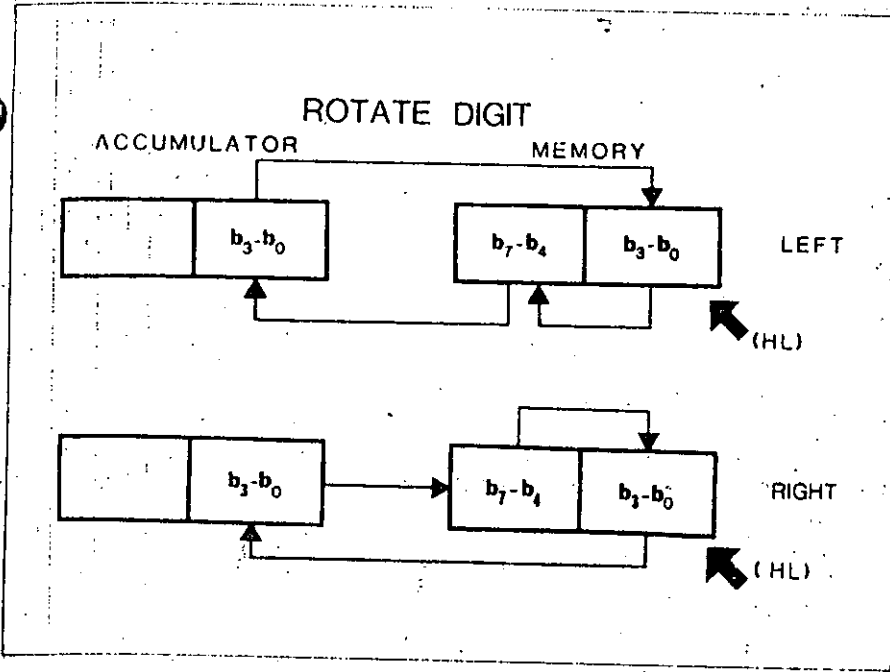 ROTATE DIGIT
ACCUMULATOR MEMORY
b₃-b₀ b₇-b₄ b₃-b₀ LEFT
(HL)
b₃-b₀ b₇-b₄ b₃-b₀ RIGHT
(HL)